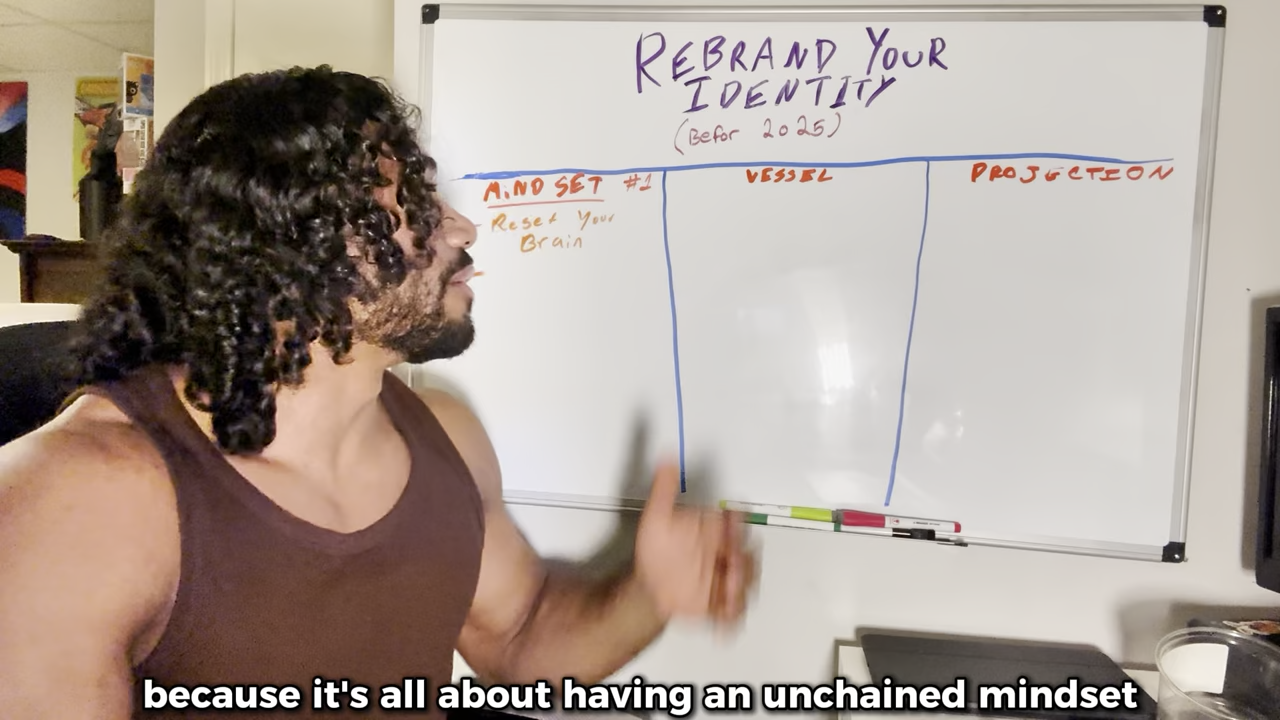 REBRAND YOUR
IDENTITY
(Befor 2025)
MINDSET #1
VESSEL
PROJECTION
- Reset Your
Brain
-
because it's all about having an unchained mindset